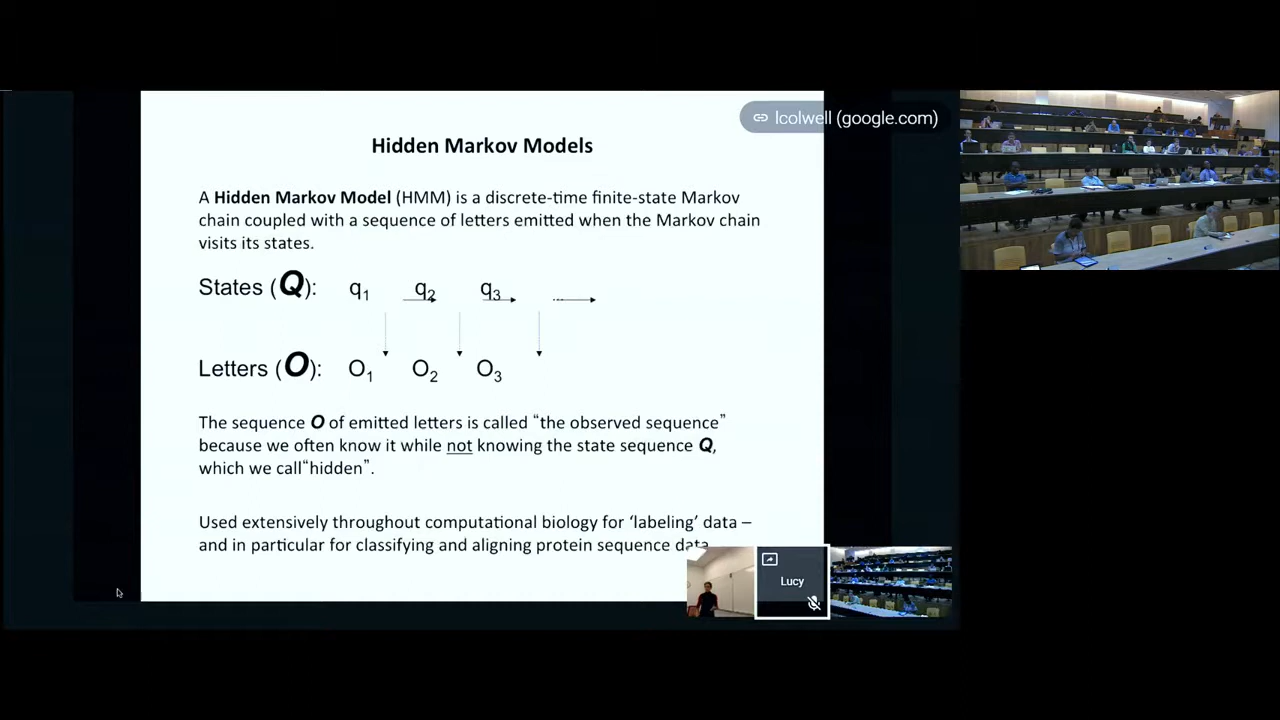 lcolwell (google.com)
Hidden Markov Models
A Hidden Markov Model (HMM) is a discrete-time finite-state Markov
chain coupled with a sequence of letters emitted when the Markov chain
visits its states.
States (Q): q1 q2 q3 ...
Letters (O): O1 O2 O3
The sequence O of emitted letters is called “the observed sequence”
because we often know it while not knowing the state sequence Q,
which we call“hidden”.
Used extensively throughout computational biology for ‘labeling’ data –
and in particular for classifying and aligning protein sequence data
Lucy